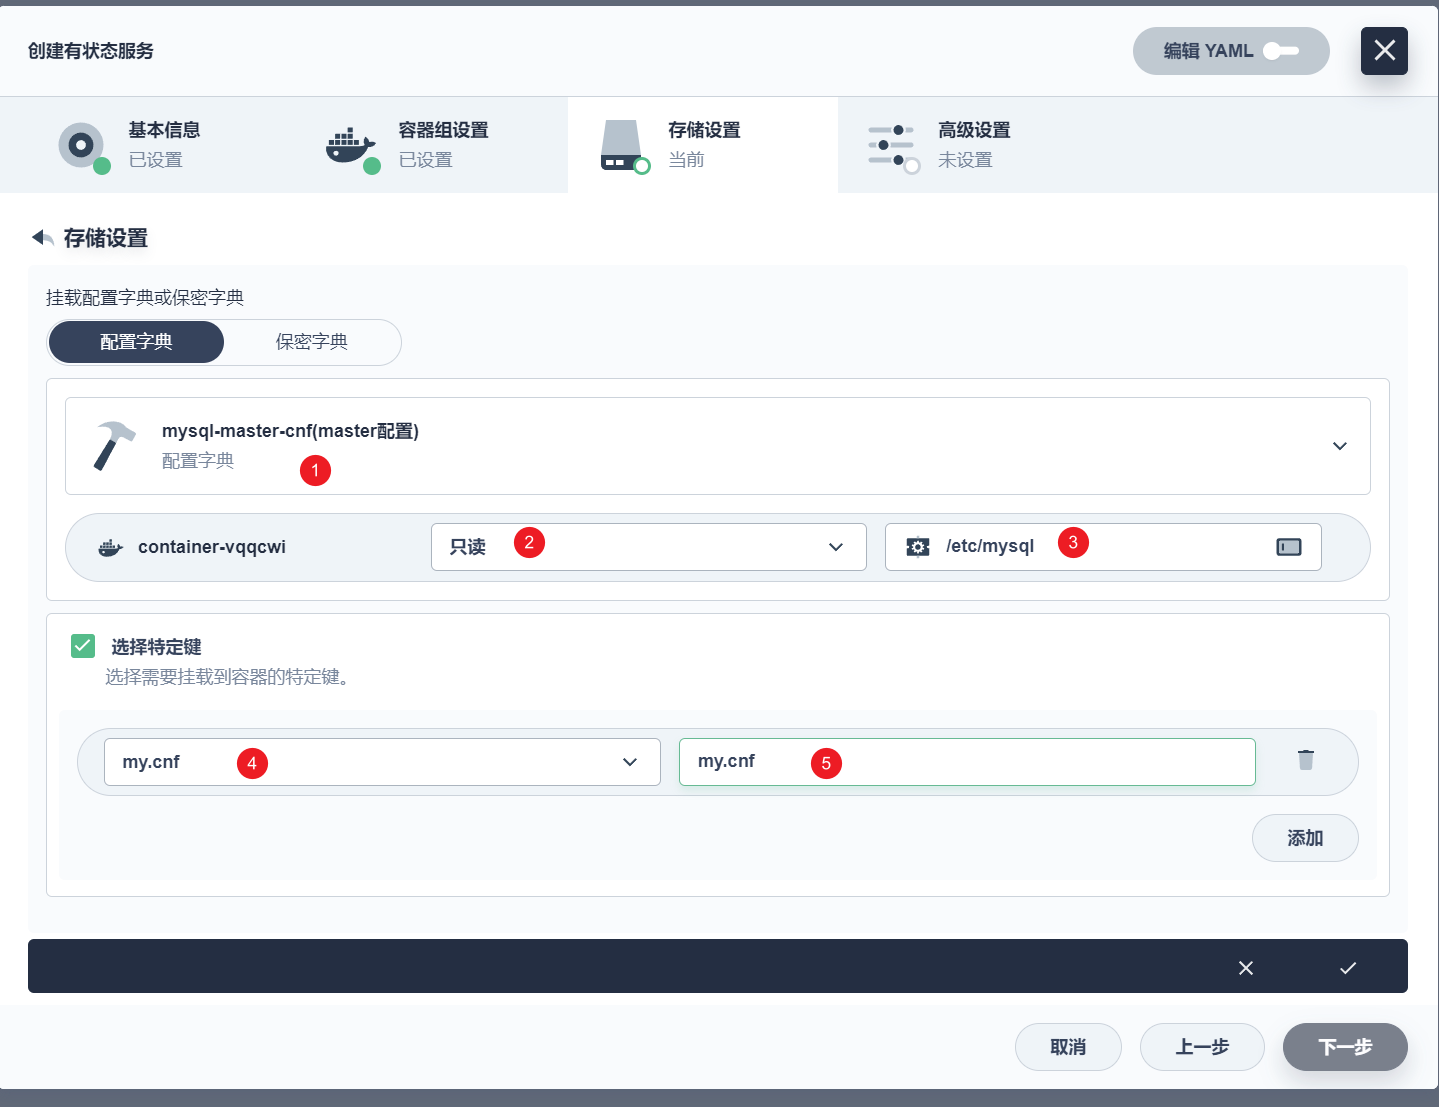 创建有状态服务
编辑 YAML
基本信息
已设置
容器组设置
已设置
存储设置
当前
高级设置
未设置
存储设置
挂载配置字典或保密字典
配置字典
保密字典
mysql-master-cnf(master配置)
配置字典
1
container-vqqcwi
只读
2
/etc/mysql
3
选择特定键
选择需要挂载到容器的特定键。
my.cnf
4
my.cnf
5
添加
取消
上一步
下一步